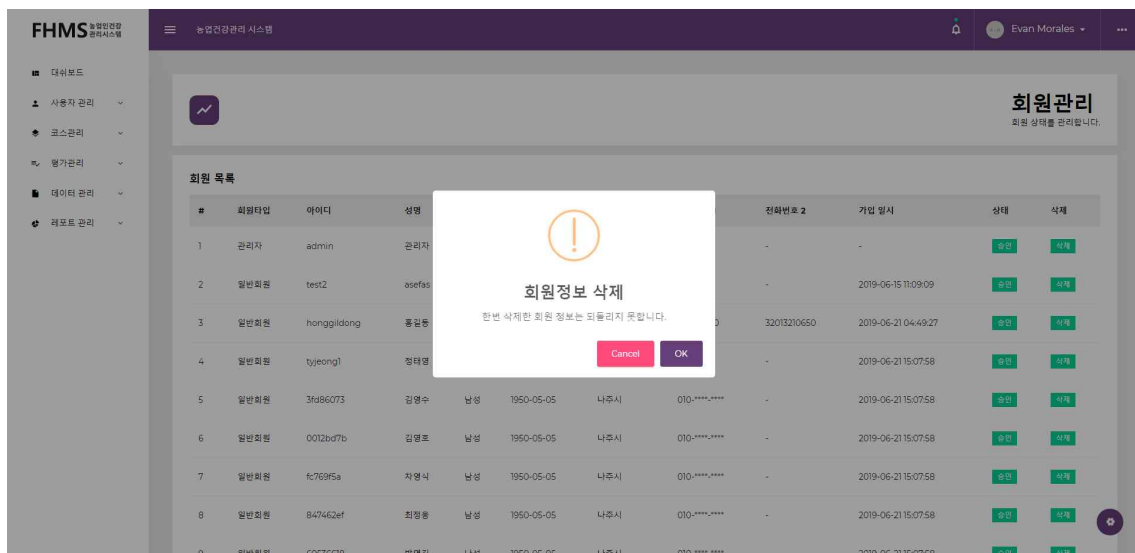 FHMS 농업인건강 관리시스템
농업건강관리 시스템
Evan Morales
대쉬보드
사용자 관리
코스관리
평가관리
데이터 관리
레포트 관리
회원관리
회원 상태를 관리합니다.
회원 목록
# 회원타입 아이디 성명 전화번호 2 가입 일시 상태 삭제
1 관리자 admin 관리자 - - 승인 삭제
2 일반회원 test2 asefas - 2019-06-15 11:09:09 승인 삭제
3 일반회원 honggildong 홍길동 32013210650 2019-06-21 04:49:27 승인 삭제
4 일반회원 tyjeong1 정태영 - 2019-06-21 15:07:58 승인 삭제
회원정보 삭제
한번 삭제한 회원 정보는 되돌리지 못합니다.
Cancel OK
5 일반회원 3fd86073 김영수 남성 1950-05-05 나주시 010-****-**** - 2019-06-21 15:07:58 승인 삭제
6 일반회원 0012bd7b 김영호 남성 1950-05-05 나주시 010-****-**** - 2019-06-21 15:07:58 승인 삭제
7 일반회원 fc769f5a 차영식 남성 1950-05-05 나주시 010-****-**** - 2019-06-21 15:07:58 승인 삭제
8 일반회원 847462ef 최정용 남성 1950-05-05 나주시 010-****-**** - 2019-06-21 15:07:58 승인 삭제